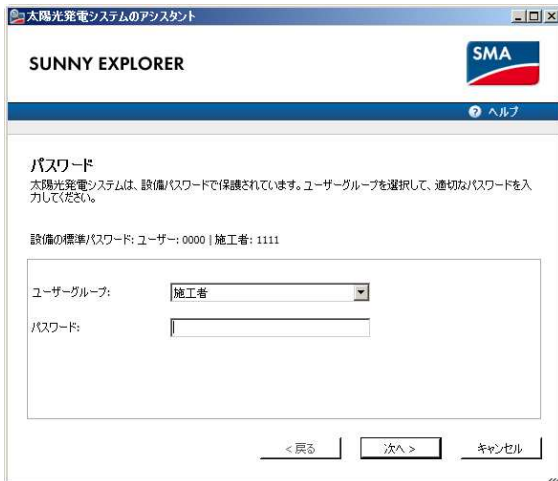 太陽光発電システムのアシスタント
SUNNY EXPLORER
SMA
ヘルプ
パスワード
太陽光発電システムは、設備パスワードで保護されています。ユーザーグループを選択して、適切なパスワードを入
力してください。
設備の標準パスワード: ユーザー: 0000 | 施工者: 1111
ユーザーグループ:
施工者
パスワード:
< 戻る
次へ >
キャンセル